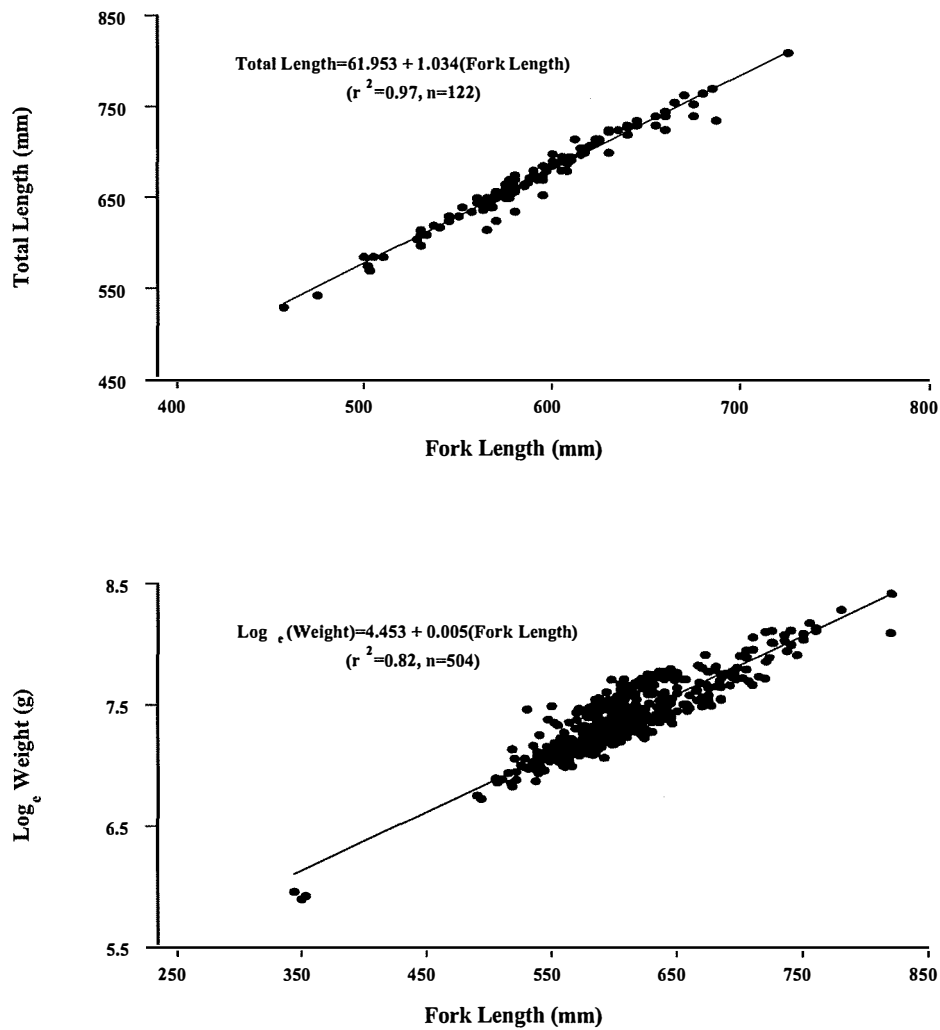 850
Total Length=61.953 + 1.034(Fork Length)
(r 2=0.97, n=122)
750
Total Length (mm)
650
550
450
400 500 600 700 800
Fork Length (mm)
8.5
Log e (Weight)=4.453 + 0.005(Fork Length)
(r 2=0.82, n=504)
7.5
Loge Weight (g)
6.5
5.5
250 350 450 550 650 750 850
Fork Length (mm)